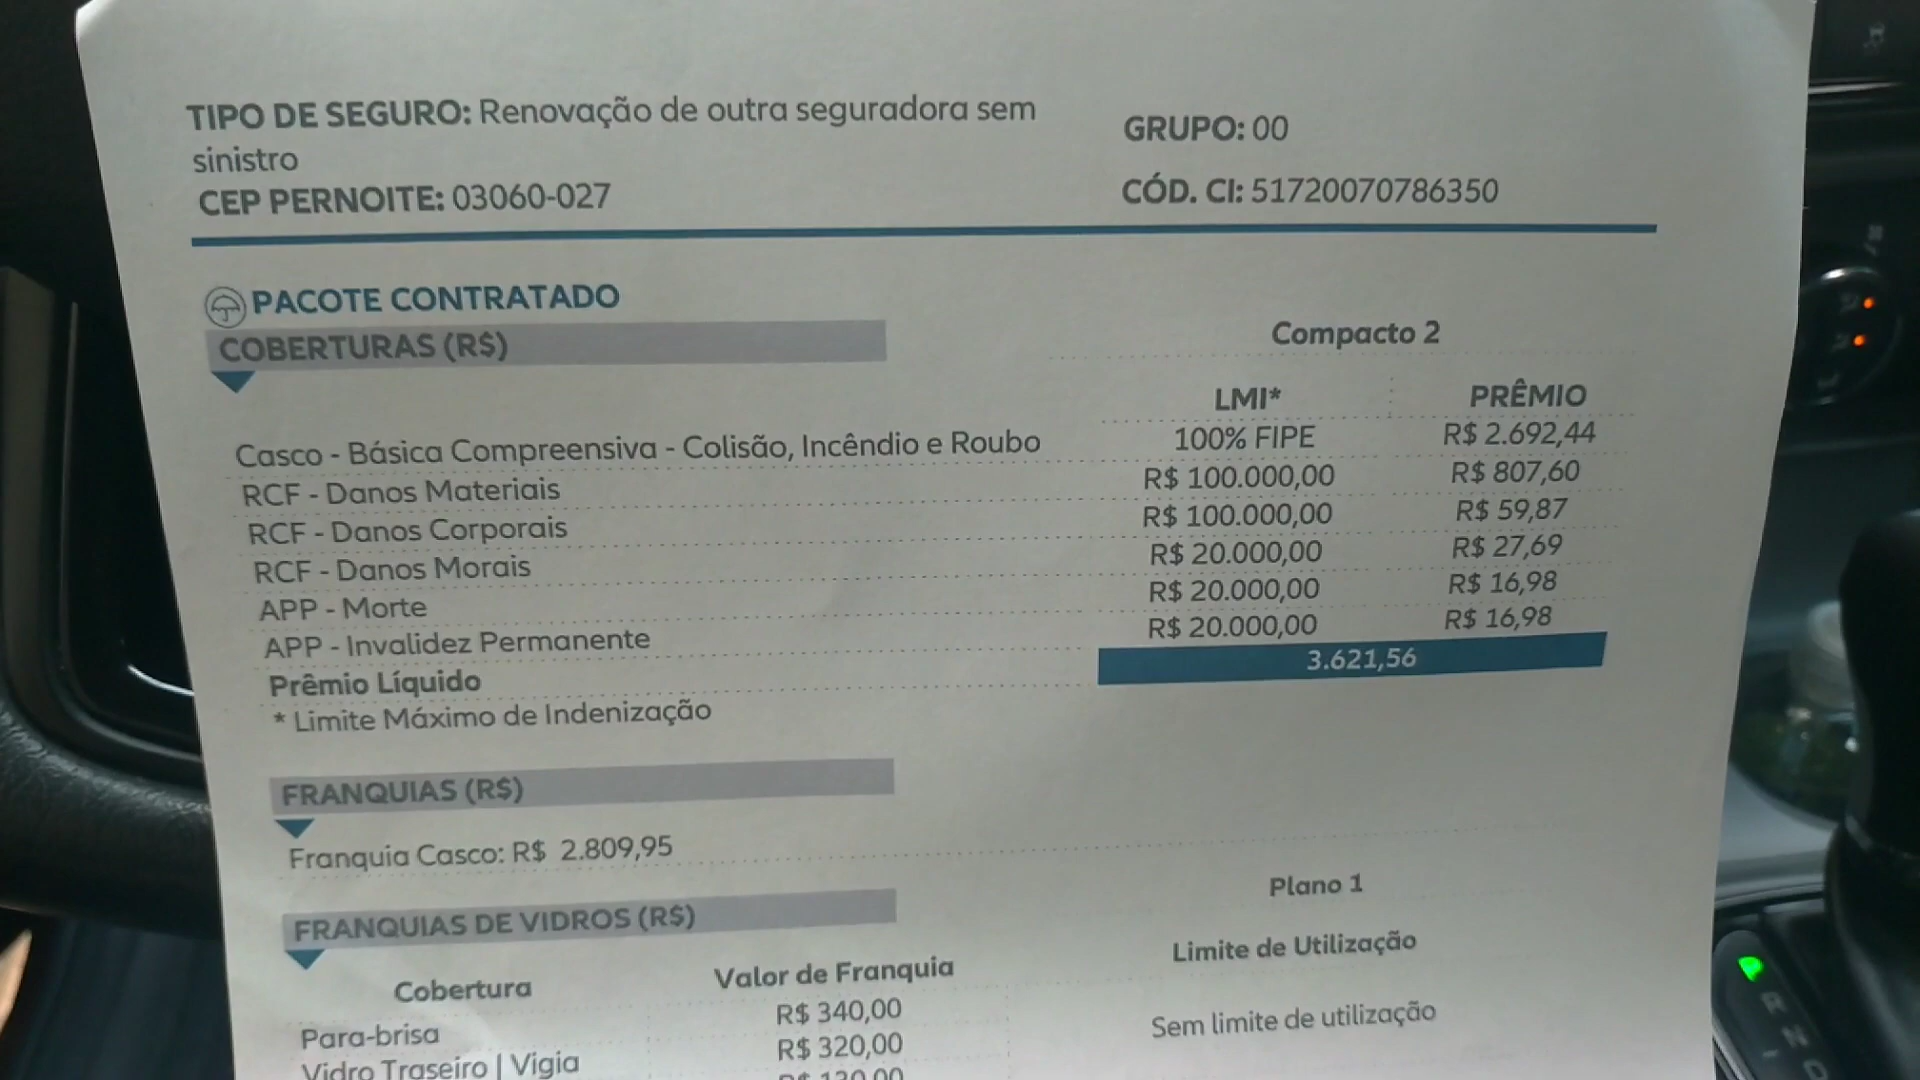 TIPO DE SEGURO: Renovação de outra seguradora sem
sinistro
GRUPO: 00
CEP PERNOITE: 03060-027
CÓD. CI: 51720070786350
PACOTE CONTRATADO
COBERTURAS (R$)
Compacto 2
LMI* PRÊMIO
Casco - Básica Compreensiva - Colisão, Incêndio e Roubo 100% FIPE R$ 2.692,44
RCF - Danos Materiais R$ 100.000,00 R$ 807,60
RCF - Danos Corporais R$ 100.000,00 R$ 59,87
RCF - Danos Morais R$ 20.000,00 R$ 27,69
APP - Morte R$ 20.000,00 R$ 16,98
APP - Invalidez Permanente R$ 20.000,00 R$ 16,98
Prêmio Líquido 3.621,56
* Limite Máximo de Indenização
FRANQUIAS (R$)
Franquia Casco: R$ 2.809,95
FRANQUIAS DE VIDROS (R$)
Plano 1
Cobertura Valor de Franquia Limite de Utilização
Para-brisa R$ 340,00 Sem limite de utilização
Vidro Traseiro | Vigia R$ 320,00
R
N
D